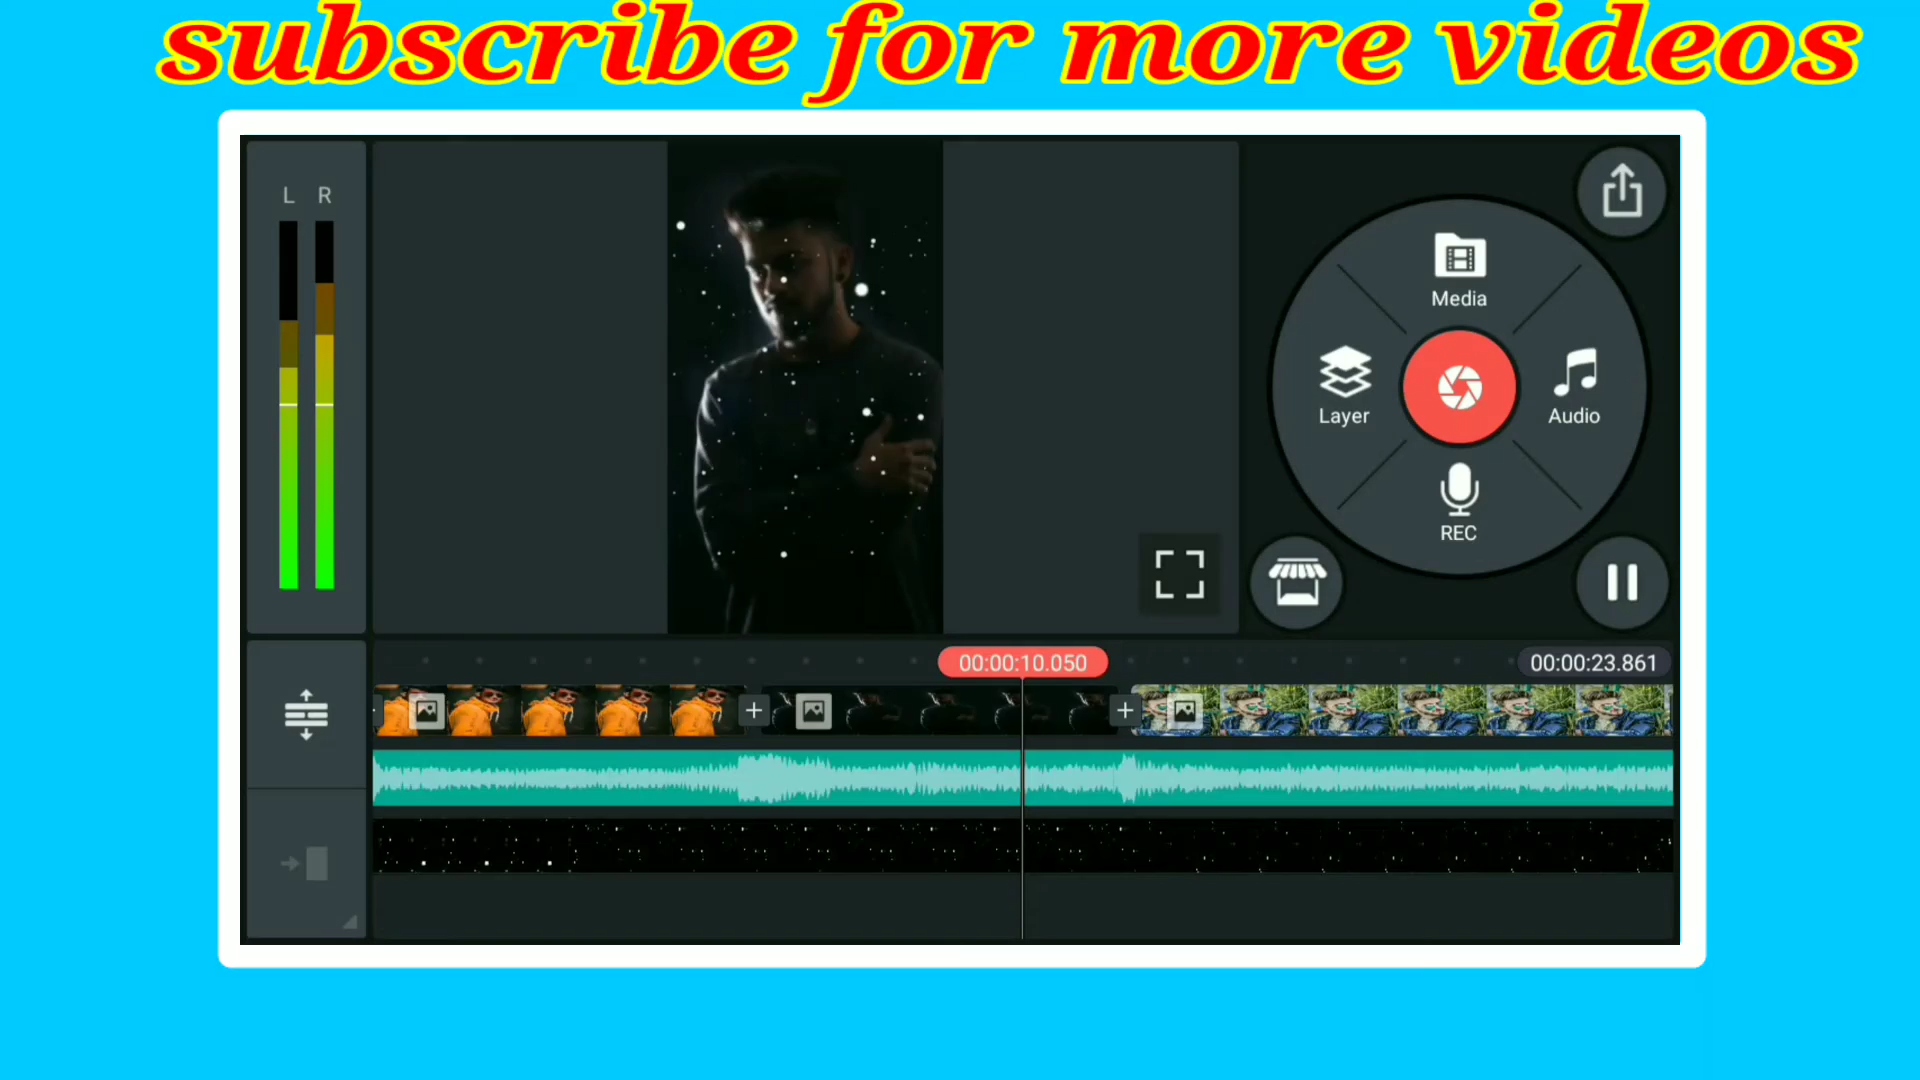 subscribe for more videos
L R
Media
Layer
Audio
REC
00:00:10.050
00:00:23.861